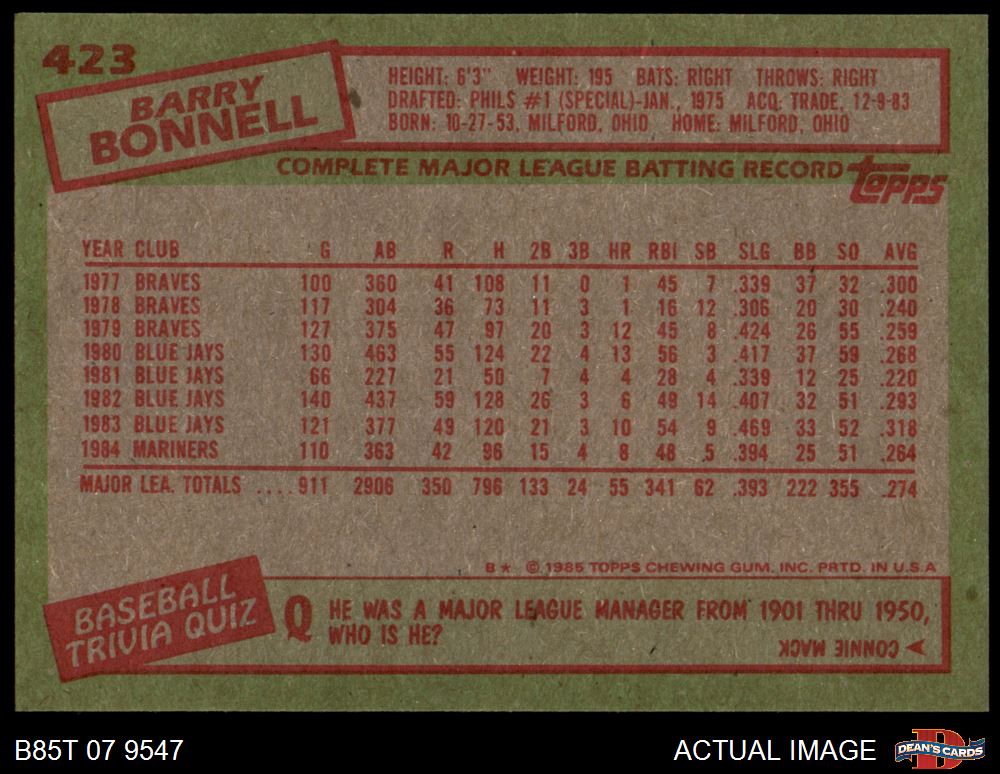 423
BARRY
BONNELL
HEIGHT: 6'3" WEIGHT: 195 BATS: RIGHT THROWS: RIGHT
DRAFTED: PHILS #1 (SPECIAL)-JAN., 1975 ACQ: TRADE, 12-9-83
BORN: 10-27-53, MILFORD, OHIO HOME: MILFORD, OHIO
COMPLETE MAJOR LEAGUE BATTING RECORD topps
YEAR CLUB G AB R H 2B 3B HR RBI SB SLG BB SO AVG
1977 BRAVES 100 360 41 108 11 0 1 45 7 .339 37 32 .300
1978 BRAVES 117 304 36 73 11 3 1 16 12 .306 20 30 .240
1979 BRAVES 127 375 47 97 20 3 12 45 8 .424 26 55 .259
1980 BLUE JAYS 130 463 55 124 22 4 13 56 3 .417 37 59 .268
1981 BLUE JAYS 66 227 21 50 7 4 4 28 4 .339 12 25 .220
1982 BLUE JAYS 140 437 59 128 26 3 6 49 14 .407 32 51 .293
1983 BLUE JAYS 121 377 49 120 21 3 10 54 9 .469 33 52 .318
1984 MARINERS 110 363 42 96 15 4 8 48 5 .394 25 51 .264
MAJOR LEA. TOTALS .... 911 2906 350 796 133 24 55 341 62 .393 222 355 .274
B* © 1985 TOPPS CHEWING GUM, INC. PRTD. IN U.S.A
BASEBALL
TRIVIA QUIZ
Q HE WAS A MAJOR LEAGUE MANAGER FROM 1901 THRU 1950,
WHO IS HE?
CONNIE MACK
B85T 07 9547
ACTUAL IMAGE
DEAN'S CARDS